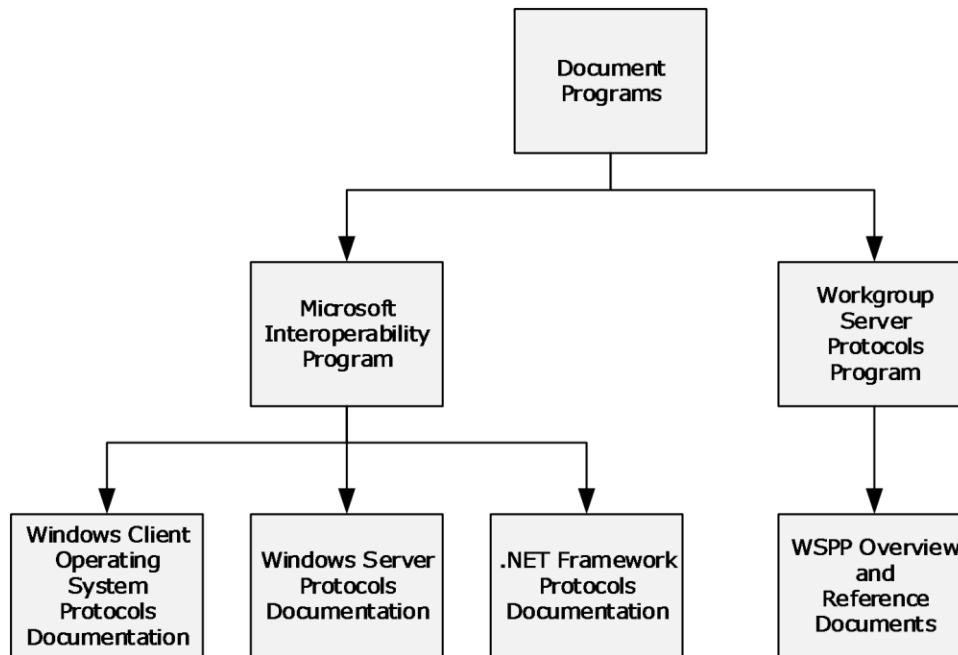 Document
Programs
Microsoft
Interoperability
Program
Workgroup
Server
Protocols
Program
Windows Client
Operating
System
Protocols
Documentation
Windows Server
Protocols
Documentation
.NET Framework
Protocols
Documentation
WSPP Overview
and
Reference
Documents